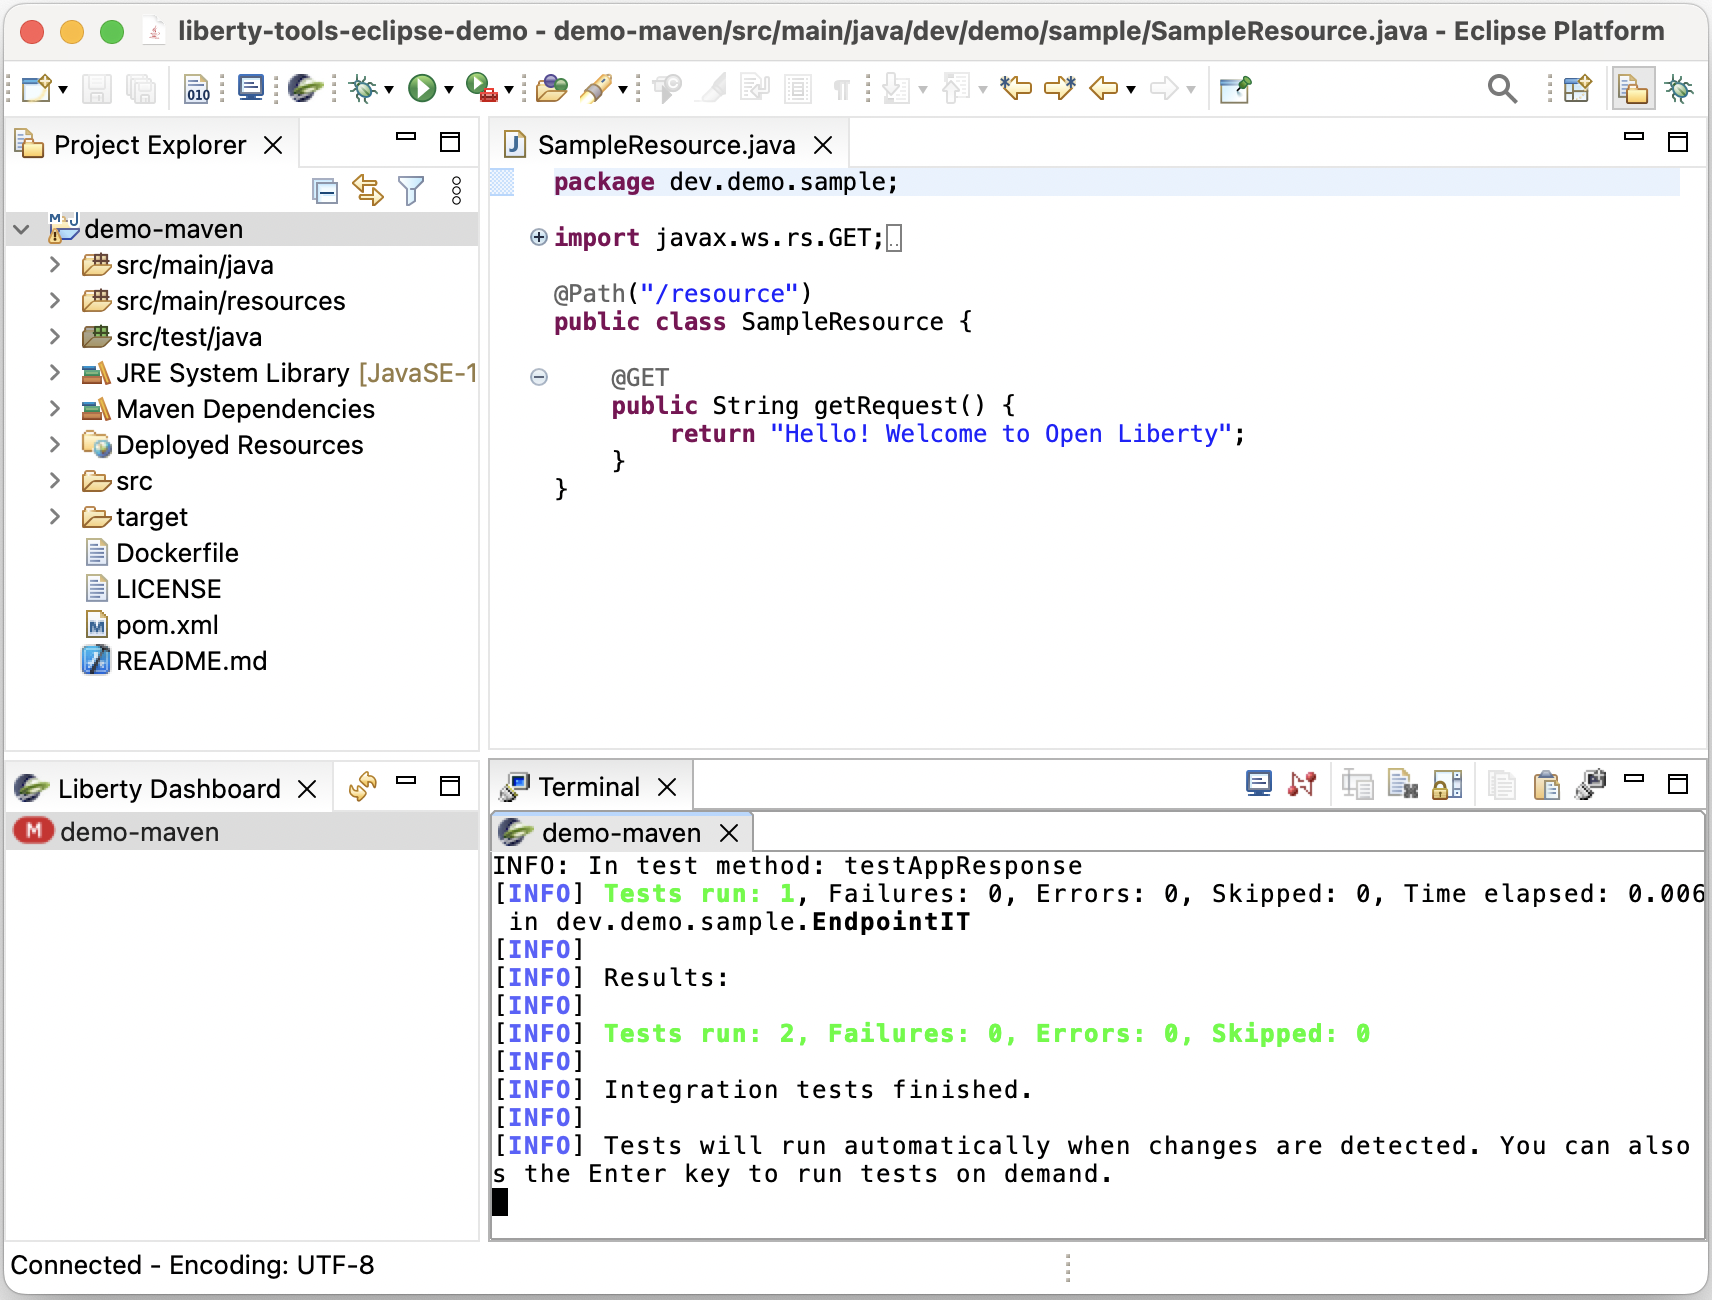 liberty-tools-eclipse-demo - demo-maven/src/main/java/dev/demo/sample/SampleResource.java - Eclipse Platform
010
Project Explorer
SampleResource.java
demo-maven
src/main/java
src/main/resources
src/test/java
JRE System Library [JavaSE-1
Maven Dependencies
Deployed Resources
src
target
Dockerfile
LICENSE
pom.xml
README.md
package dev.demo.sample;
import javax.ws.rs.GET;
@Path("/resource")
public class SampleResource {
@GET
public String getRequest() {
return "Hello! Welcome to Open Liberty";
}
}
Liberty Dashboard
M demo-maven
Terminal
demo-maven
INFO: In test method: testAppResponse
[INFO] Tests run: 1, Failures: 0, Errors: 0, Skipped: 0, Time elapsed: 0.006
in dev.demo.sample.EndpointIT
[INFO]
[INFO] Results:
[INFO]
[INFO] Tests run: 2, Failures: 0, Errors: 0, Skipped: 0
[INFO]
[INFO] Integration tests finished.
[INFO]
[INFO] Tests will run automatically when changes are detected. You can also
s the Enter key to run tests on demand.
Connected - Encoding: UTF-8